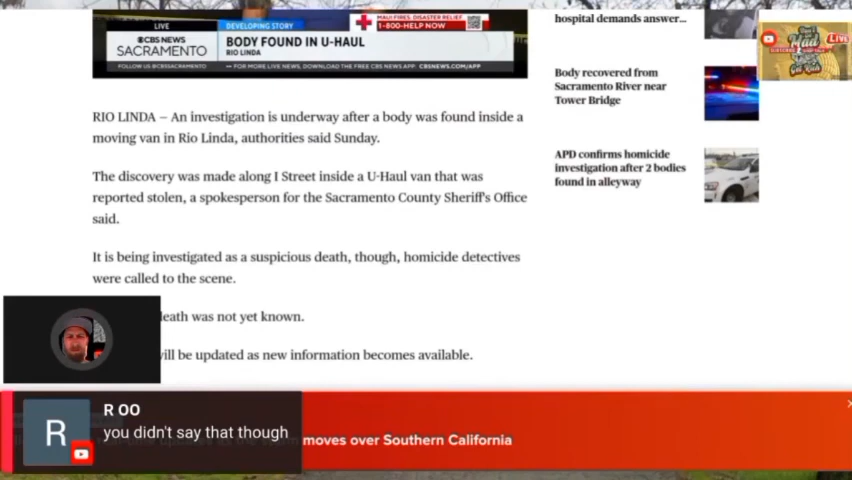 LIVE
DEVELOPING STORY
MAUI FIRES: DISASTER RELIEF
1-800-HELP NOW
CBS NEWS
SACRAMENTO
BODY FOUND IN U-HAUL
RIO LINDA
FOLLOW US @CBSSACRAMENTO
FOR MORE LIVE NEWS, DOWNLOAD THE FREE CBS NEWS APP CBSNEWS.COM/APP
RIO LINDA — An investigation is underway after a body was found inside a
moving van in Rio Linda, authorities said Sunday.
The discovery was made along I Street inside a U-Haul van that was
reported stolen, a spokesperson for the Sacramento County Sheriff's Office
said.
It is being investigated as a suspicious death, though, homicide detectives
were called to the scene.
death was not yet known.
will be updated as new information becomes available.
hospital demands answer...
Body recovered from
Sacramento River near
Tower Bridge
APD confirms homicide
investigation after 2 bodies
found in alleyway
LIVE
R OO
R
you didn't say that though
moves over Southern California